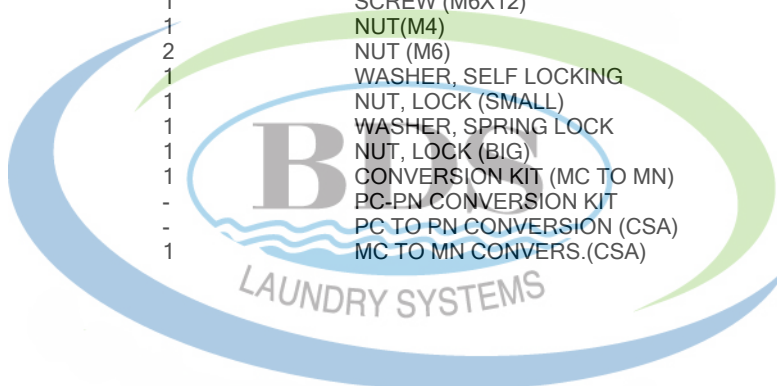 1 SCREW (M6X12)
1 NUT(M4)
2 NUT (M6)
1 WASHER, SELF LOCKING
1 NUT, LOCK (SMALL)
1 WASHER, SPRING LOCK
1 NUT, LOCK (BIG)
1 CONVERSION KIT (MC TO MN)
- PC-PN CONVERSION KIT
- PC TO PN CONVERSION (CSA)
1 MC TO MN CONVERS.(CSA)
BDS
LAUNDRY SYSTEMS